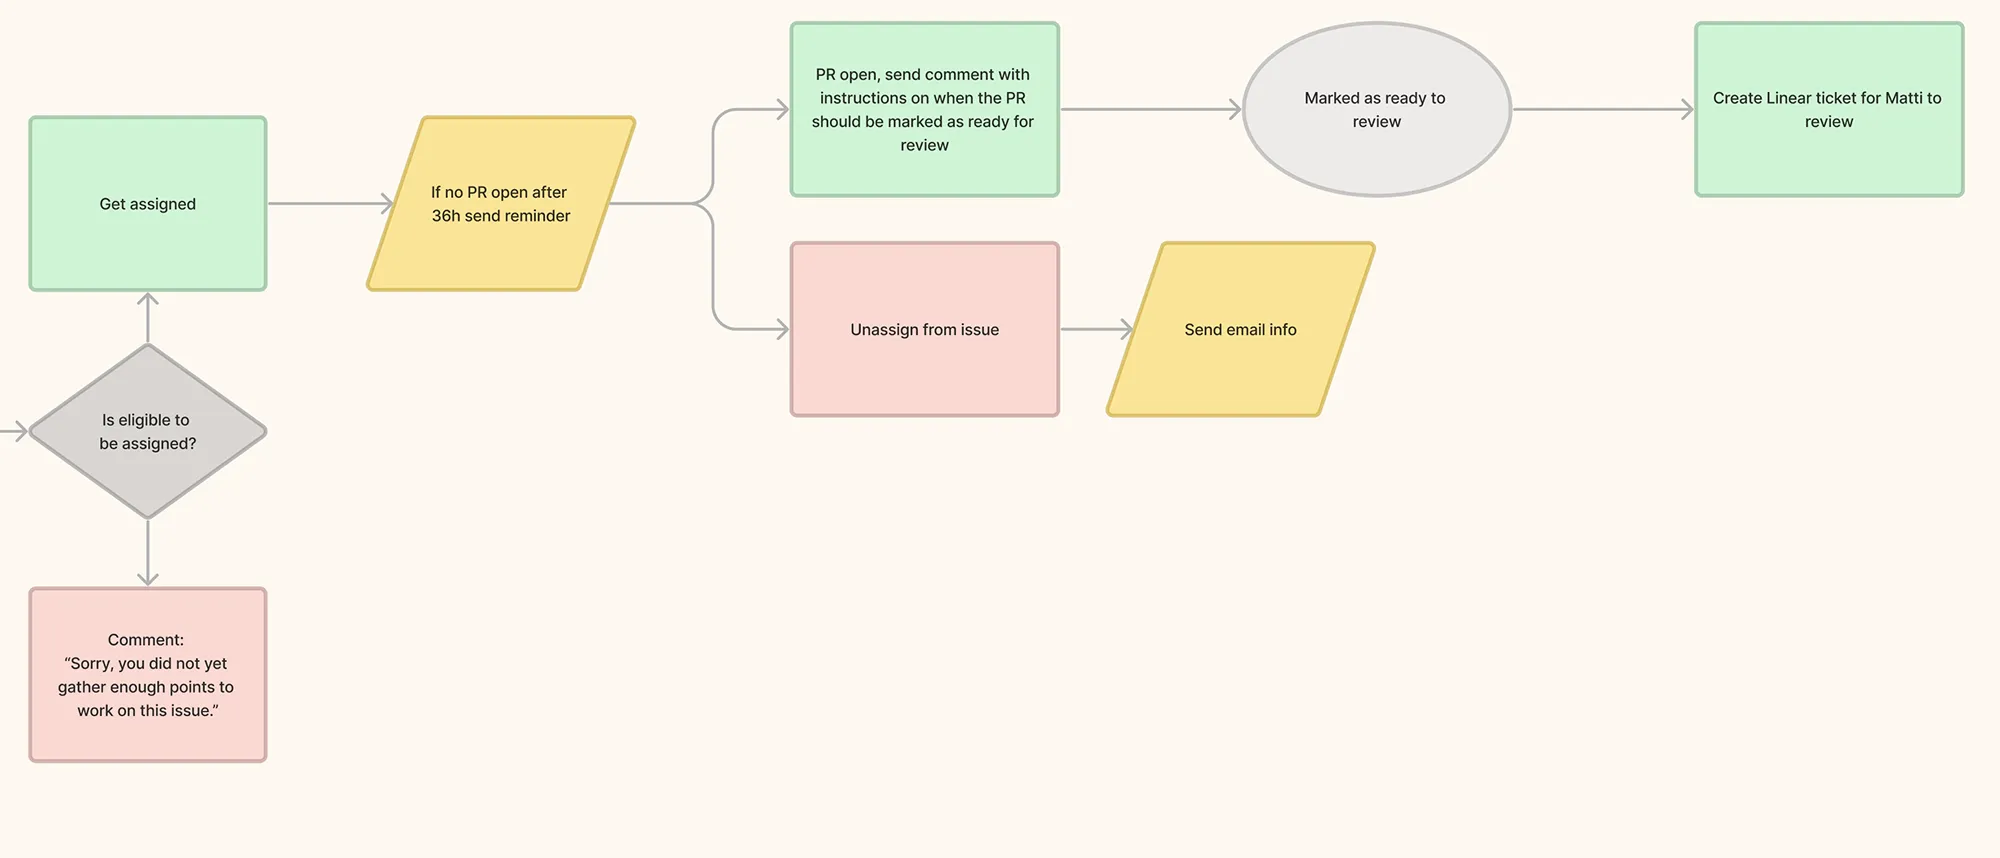 PR open, send comment with
instructions on when the PR
should be marked as ready for
review
Marked as ready to
review
Create Linear ticket for Matti to
review
Get assigned
If no PR open after
36h send reminder
Unassign from issue
Send email info
Is eligible to
be assigned?
Comment:
“Sorry, you did not yet
gather enough points to
work on this issue.”